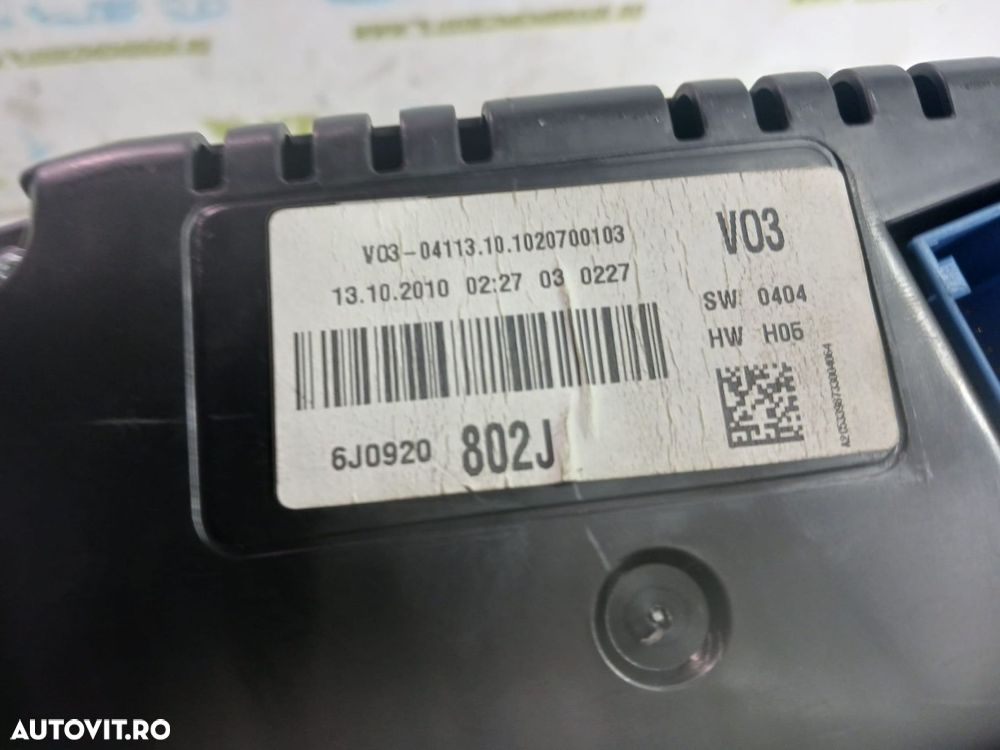 V03-04113.10.1020700103
13.10.2010 02:27 03 0227
6J0920 802J
V03
SW 0404
HW H05
AUTOVIT.RO